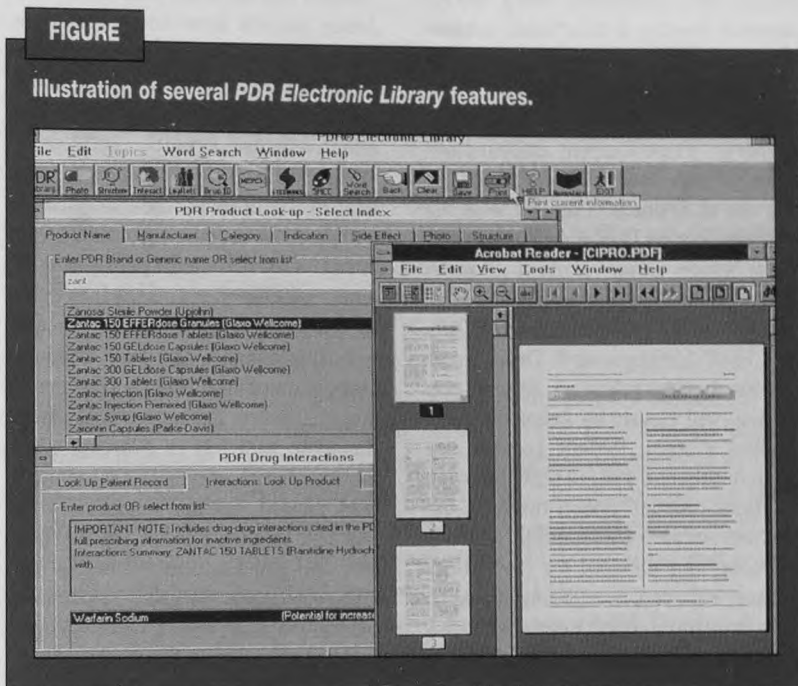 FIGURE
Illustration of several PDR Electronic Library features.
PDR® Electronic Library
File Edit Topics Word Search Window Help
Photo Structure Interact Leaflets Drug ID SMCC Word Search Back Clear Save Print HELP EXIT
Print current information
PDR Product Look-up - Select Index
Product Name Manufacturer Category Indication Side Effect Photo Structure
Enter PDR Brand or Generic name OR select from list
zant
Zanosar Sterile Powder (Upjohn)
Zantac 150 EFFERdose Granules (Glaxo Wellcome)
Zantac 150 EFFERdose Tablets (Glaxo Wellcome)
Zantac 150 GELdose Capsules (Glaxo Wellcome)
Zantac 150 Tablets (Glaxo Wellcome)
Zantac 300 GELdose Capsules (Glaxo Wellcome)
Zantac 300 Tablets (Glaxo Wellcome)
Zantac Injection (Glaxo Wellcome)
Zantac Injection Premixed (Glaxo Wellcome)
Zantac Syrup (Glaxo Wellcome)
Zarontin Capsules (Parke-Davis)
Acrobat Reader - [CIPRO.PDF]
File Edit View Tools Window Help
1
2
3
PDR Drug Interactions
Look Up Patient Record Interactions: Look Up Product
Enter product OR select from list
IMPORTANT NOTE: Includes drug-drug interactions cited in the PD
full prescribing information for inactive ingredients.
Interactions Summary: ZANTAC 150 TABLETS (Ranitidine Hydroch
with.
Warfarin Sodium (Potential for increase